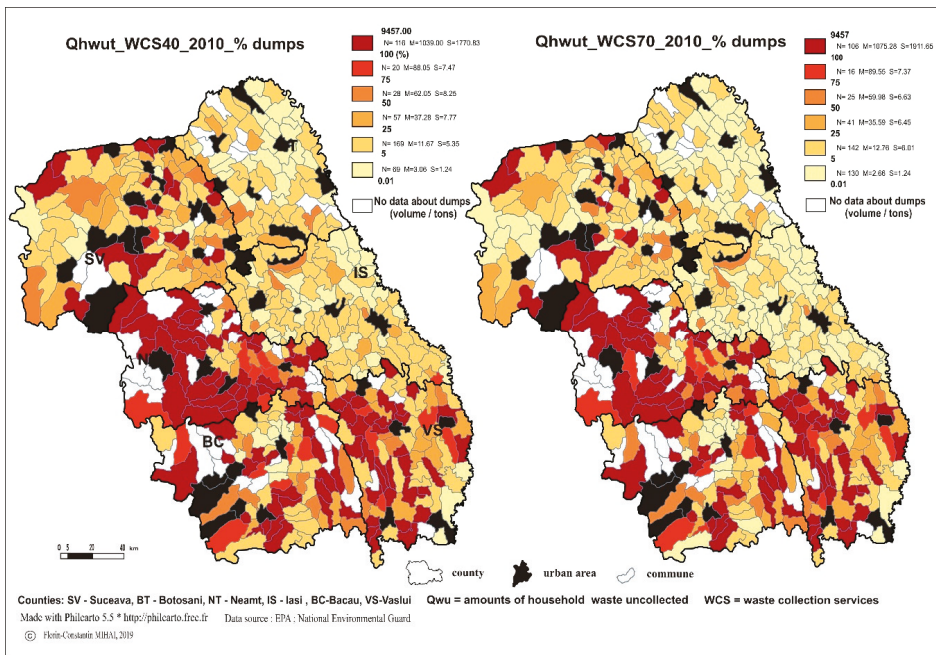 Qhwut_WCS40_2010_% dumps
9457.00
N= 116 M=1039.00 S=1770.83
100 (%)
N= 20 M=88.05 S=7.47
75
N= 28 M=62.05 S=8.25
50
N= 57 M=37.28 S=7.77
25
N= 169 M=11.67 S=5.35
5
N= 69 M=3.06 S=1.24
0.01
No data about dumps
(volume / tons)
Qhwut_WCS70_2010_% dumps
9457
N= 106 M=1075.28 S=1911.65
100
N= 16 M=89.55 S=7.37
75
N= 25 M=59.98 S=6.63
50
N= 41 M=35.59 S=6.45
25
N= 142 M=12.76 S=6.01
5
N= 130 M=2.66 S=1.24
0.01
No data about dumps
(volume / tons)
SV
IS
BC
VS
0 5 20 40 km
county
urban area
commune
Counties: SV - Suceava, BT - Botosani, NT - Neamt, IS - Iasi , BC-Bacau, VS-Vaslui Qwu = amounts of household waste uncollected WCS = waste collection services
Made with Philcarto 5.5 * http://philcarto.free.fr Data source : EPA : National Environmental Guard
© Florin-Constantin MIHAI, 2019